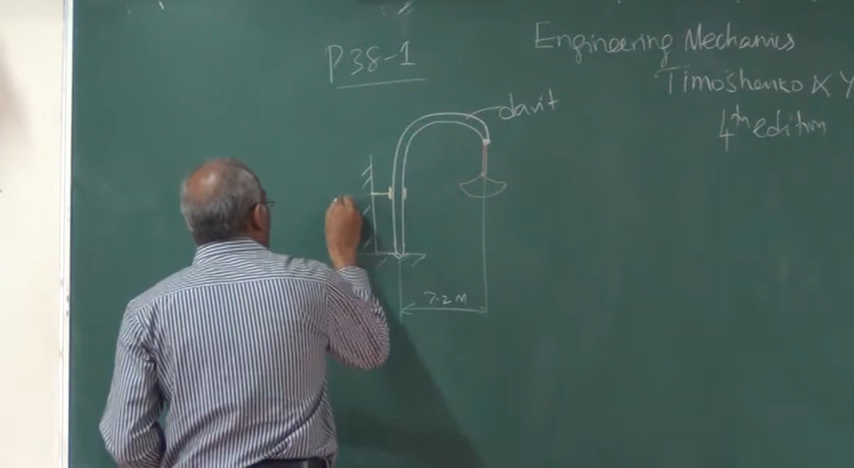 P38-1
Engineering Mechanics
Timoshenko & Y
4th edition
davit
7.2 M